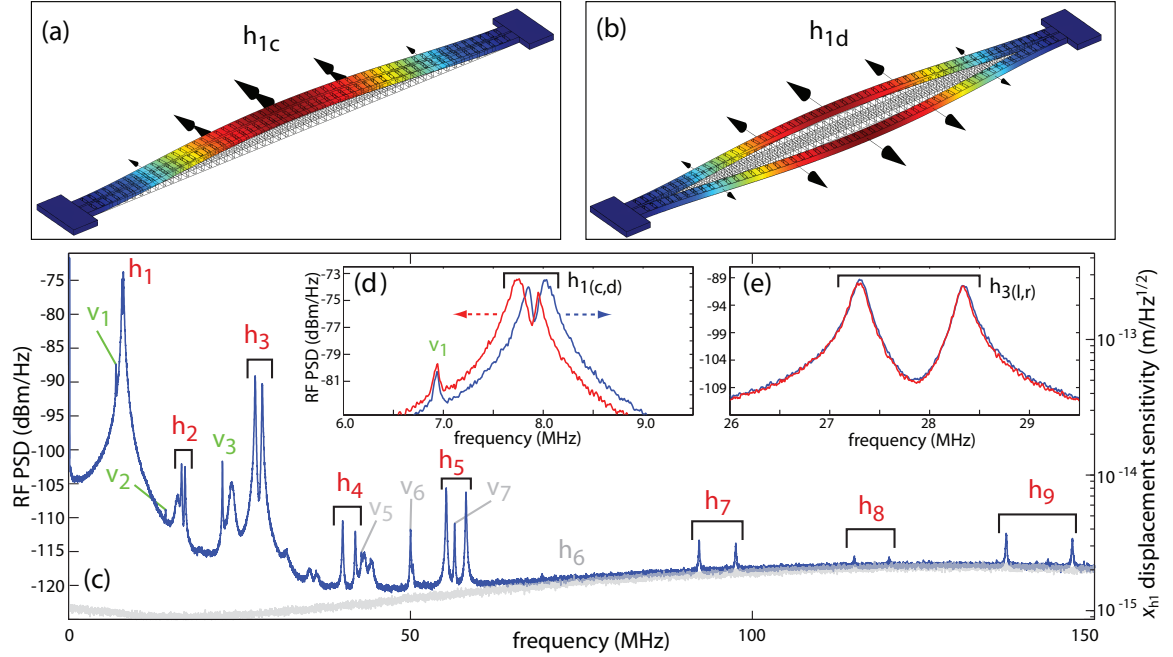 (a)
h1c
(b)
h1d
RF PSD (dBm/Hz)
-75
-80
-85
-90
-95
-100
-105
-110
-115
-120
h1
v1
h2
v2
v3
h3
h4
v5
v6
h5
v7
h6
h7
h8
h9
(c)
0
50
100
150
frequency (MHz)
10-13
10-14
10-15
xh1 displacement sensitivity (m/Hz1/2)
(d)
RF PSD (dBm/Hz)
-73
-75
-77
-79
-81
h1(c,d)
v1
6.0
7.0
8.0
9.0
frequency (MHz)
(e)
-89
-94
-99
-104
-109
h3(l,r)
26
27
28
29
frequency (MHz)